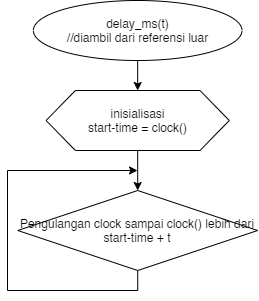 delay_ms(t)
//diambil dari referensi luar
inisialisasi
start-time = clock()
Pengulangan clock sampai clock() lebih dari
start-time + t